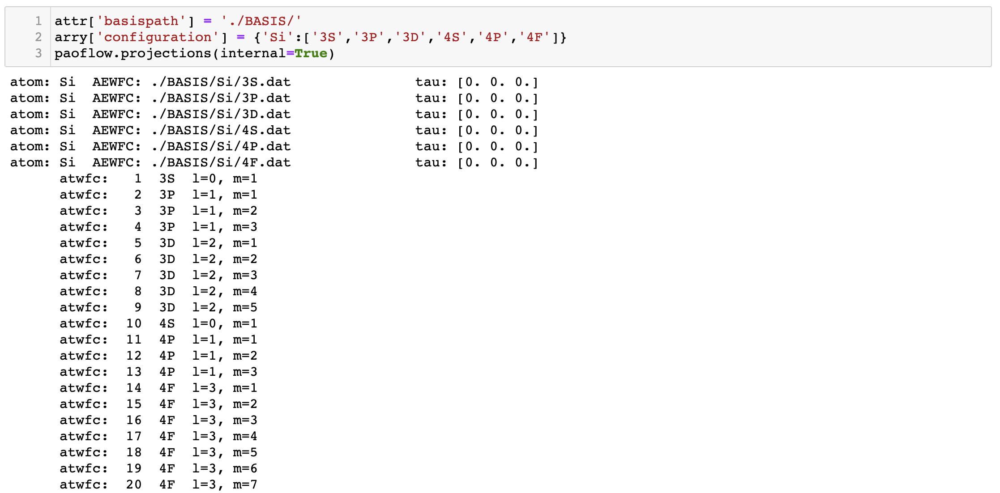 1 attr['basispath'] = './BASIS/'
2 arry['configuration'] = {'Si':['3S','3P','3D','4S','4P','4F']}
3 paoflow.projections(internal=True)
atom: Si  AEWFC: ./BASIS/Si/3S.dat               tau: [0. 0. 0.]
atom: Si  AEWFC: ./BASIS/Si/3P.dat               tau: [0. 0. 0.]
atom: Si  AEWFC: ./BASIS/Si/3D.dat               tau: [0. 0. 0.]
atom: Si  AEWFC: ./BASIS/Si/4S.dat               tau: [0. 0. 0.]
atom: Si  AEWFC: ./BASIS/Si/4P.dat               tau: [0. 0. 0.]
atom: Si  AEWFC: ./BASIS/Si/4F.dat               tau: [0. 0. 0.]
      atwfc:   1  3S  l=0, m=1
      atwfc:   2  3P  l=1, m=1
      atwfc:   3  3P  l=1, m=2
      atwfc:   4  3P  l=1, m=3
      atwfc:   5  3D  l=2, m=1
      atwfc:   6  3D  l=2, m=2
      atwfc:   7  3D  l=2, m=3
      atwfc:   8  3D  l=2, m=4
      atwfc:   9  3D  l=2, m=5
      atwfc:  10  4S  l=0, m=1
      atwfc:  11  4P  l=1, m=1
      atwfc:  12  4P  l=1, m=2
      atwfc:  13  4P  l=1, m=3
      atwfc:  14  4F  l=3, m=1
      atwfc:  15  4F  l=3, m=2
      atwfc:  16  4F  l=3, m=3
      atwfc:  17  4F  l=3, m=4
      atwfc:  18  4F  l=3, m=5
      atwfc:  19  4F  l=3, m=6
      atwfc:  20  4F  l=3, m=7